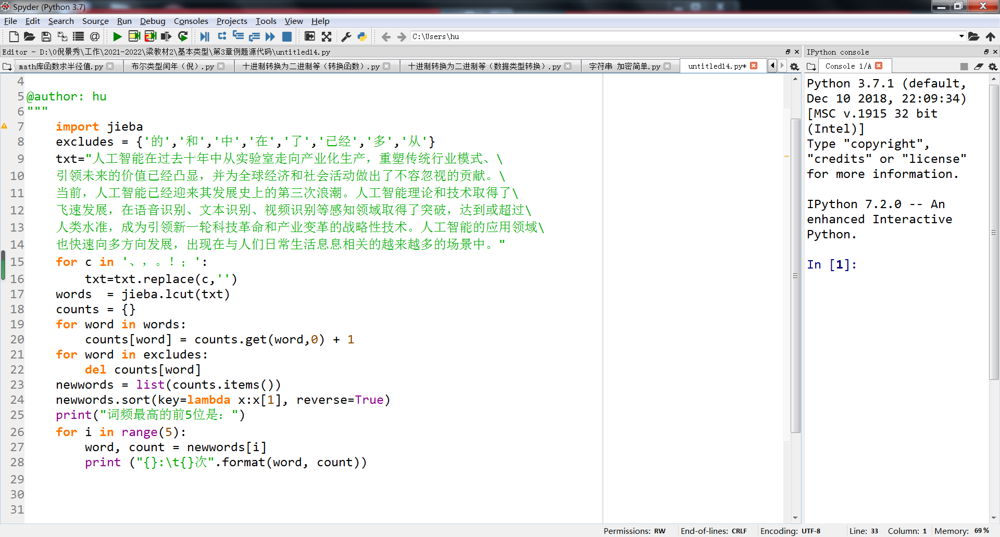 Spyder (Python 3.7)
File Edit Search Source Run Debug Consoles Projects Tools View Help
C:\Users\hu
Editor - D:\0倪景秀\工作\2021-2022\梁教材2\基本类型\第3章例题源代码\untitled14.py
IPython console
math库函数求半径值.py
布尔类型闰年（倪）.py
十进制转换为二进制等（转换函数）.py
十进制转换为二进制等（数据类型转换）.py
字符串 加密简单.py
untitled14.py*
Console 1/A
4
5 @author: hu
6 """
7 import jieba
8 excludes = {'的','和','中','在','了','已经','多','从'}
9 txt="人工智能在过去十年中从实验室走向产业化生产，重塑传统行业模式、\
10 引领未来的价值已经凸显，并为全球经济和社会活动做出了不容忽视的贡献。\
11 当前，人工智能已经迎来其发展史上的第三次浪潮。人工智能理论和技术取得了\
12 飞速发展，在语音识别、文本识别、视频识别等感知领域取得了突破，达到或超过\
13 人类水准，成为引领新一轮科技革命和产业变革的战略性技术。人工智能的应用领域\
14 也快速向多方向发展，出现在与人们日常生活息息相关的越来越多的场景中。"
15 for c in '、，。！；':
16 txt=txt.replace(c,'')
17 words  = jieba.lcut(txt)
18 counts = {}
19 for word in words:
20 counts[word] = counts.get(word,0) + 1
21 for word in excludes:
22 del counts[word]
23 newwords = list(counts.items())
24 newwords.sort(key=lambda x:x[1], reverse=True)
25 print("词频最高的前5位是：")
26 for i in range(5):
27 word, count = newwords[i]
28 print ("{}:\t{}次".format(word, count))
29
30
31
Python 3.7.1 (default,
Dec 10 2018, 22:09:34)
[MSC v.1915 32 bit
(Intel)]
Type "copyright",
"credits" or "license"
for more information.
IPython 7.2.0 -- An
enhanced Interactive
Python.
In [1]:
Permissions: RW End-of-lines: CRLF Encoding: UTF-8 Line: 33 Column: 1 Memory: 69 %